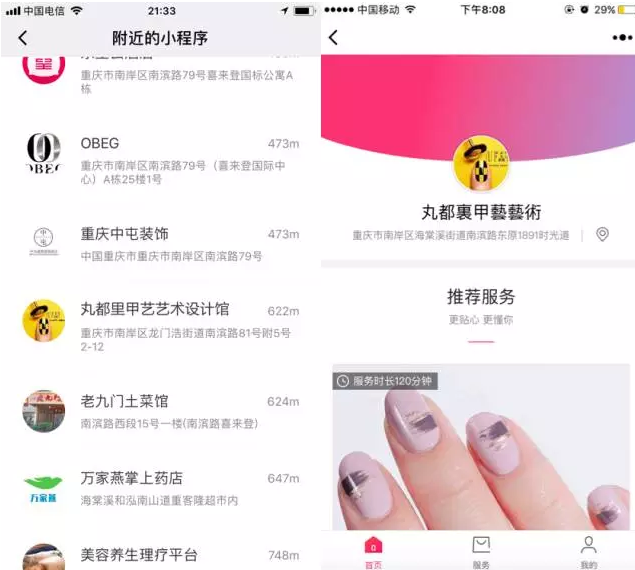 中国电信
21:33
附近的小程序
重庆市南岸区南滨路79号喜来登国标公寓A
栋
OBEG
473m
重庆市南岸区南滨路79号（喜来登国际中
心）A栋25楼1号
重庆中屯装饰
473m
中国重庆市重庆市南岸区南滨路79号
丸都里甲艺艺术设计馆
622m
重庆市南岸区龙门浩街道南滨路81号附5号
2-12
老九门土菜馆
624m
南滨路西段15号一楼(南滨路喜来登)
万家燕掌上药店
647m
海棠溪和泓南山道重客隆超市内
万家燕
美容养生理疗平台
748m
中国移动
下午8:08
29%
丸都裏甲藝藝術
重庆市南岸区海棠溪街道南滨路东原1891时光道
推荐服务
更贴心 更懂你
服务时长120分钟
首页
服务
我的